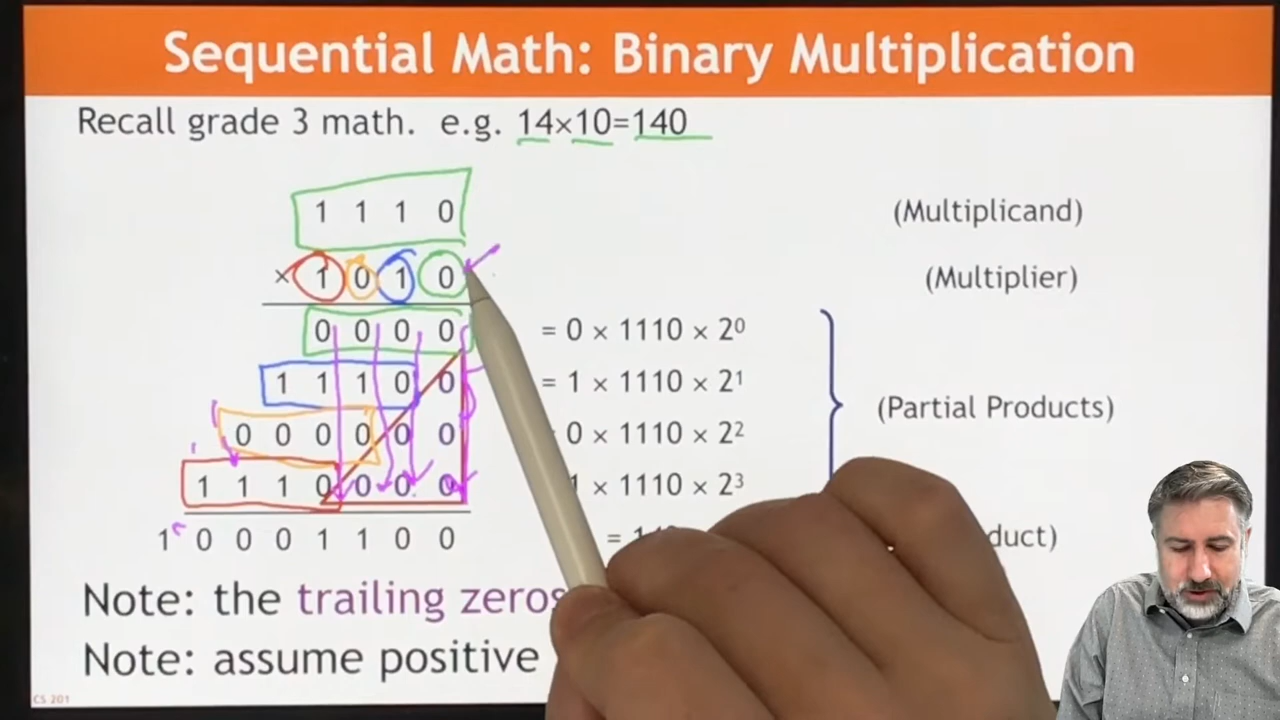 Sequential Math: Binary Multiplication
Recall grade 3 math. e.g. 14×10=140
1 1 1 0 (Multiplicand)
× 1 0 1 0 (Multiplier)
0 0 0 0 = 0 × 1110 × 2⁰
1 1 1 0 0 = 1 × 1110 × 2¹
(Partial Products)
0 0 0 0 0 0 0 × 1110 × 2²
1 1 1 0 0 0 0 × 1110 × 2³
1 0 0 0 1 1 0 0 =
Note: the trailing zeros
Note: assume positive
CS 201